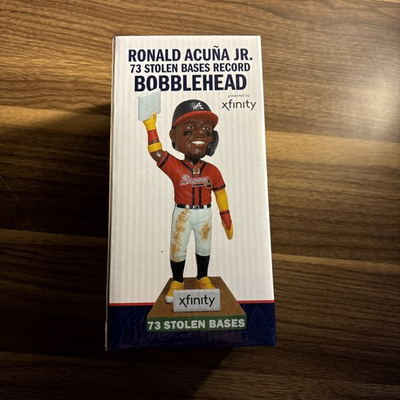 RONALD ACUÑA JR.
73 STOLEN BASES RECORD
BOBBLEHEAD
presented by
xfinity
A
Braves
xfinity
73 STOLEN BASES